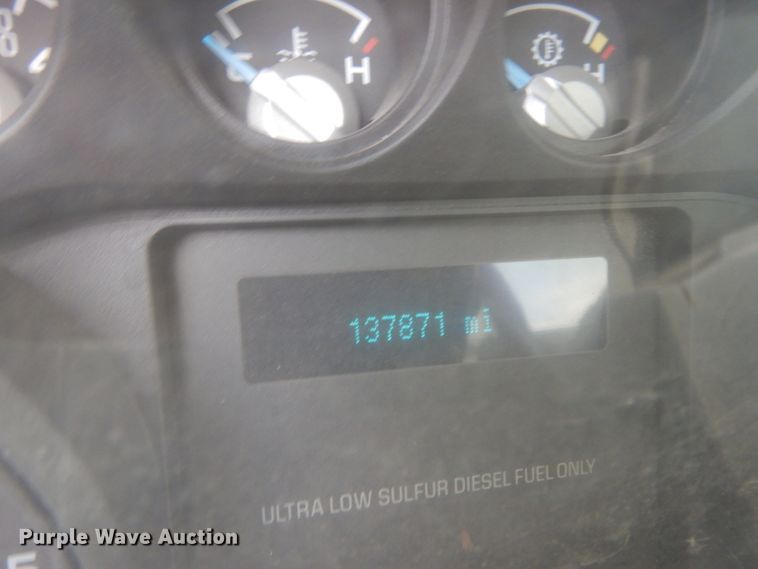 H
C
H
137871 mi
ULTRA LOW SULFUR DIESEL FUEL ONLY
E
Purple Wave Auction